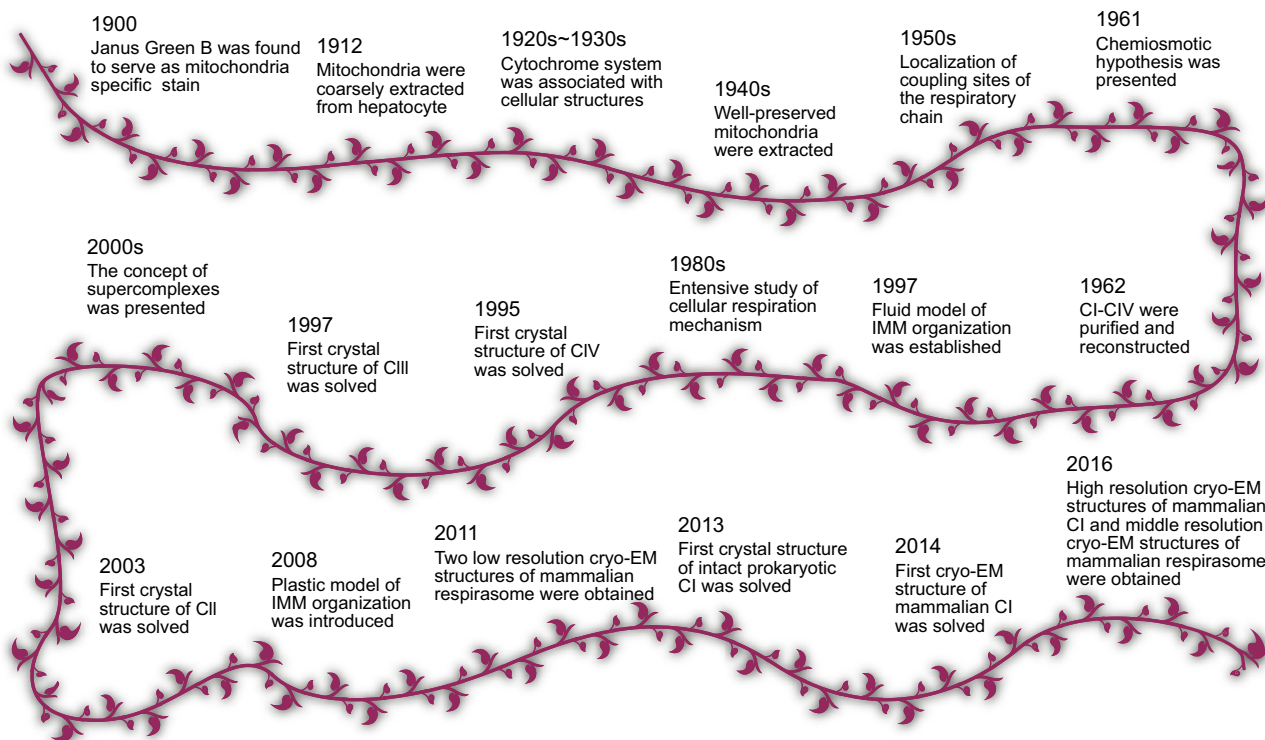 1900
Janus Green B was found
to serve as mitochondria
specific stain
1912
Mitochondria were
coarsely extracted
from hepatocyte
1920s~1930s
Cytochrome system
was associated with
cellular structures
1940s
Well-preserved
mitochondria
were extracted
1950s
Localization of
coupling sites of
the respiratory
chain
1961
Chemiosmotic
hypothesis was
presented
1962
CI-CIV were
purified and
reconstructed
1997
Fluid model of
IMM organization
was established
1980s
Entensive study of
cellular respiration
mechanism
1995
First crystal
structure of CIV
was solved
1997
First crystal
structure of CIII
was solved
2000s
The concept of
supercomplexes
was presented
2003
First crystal
structure of CII
was solved
2008
Plastic model of
IMM organization
was introduced
2011
Two low resolution cryo-EM
structures of mammalian
respirasome were obtained
2013
First crystal structure
of intact prokaryotic
CI was solved
2014
First cryo-EM
structure of
mammalian CI
was solved
2016
High resolution cryo-EM
structures of mammalian
CI and middle resolution
cryo-EM structures of
mammalian respirasome
were obtained